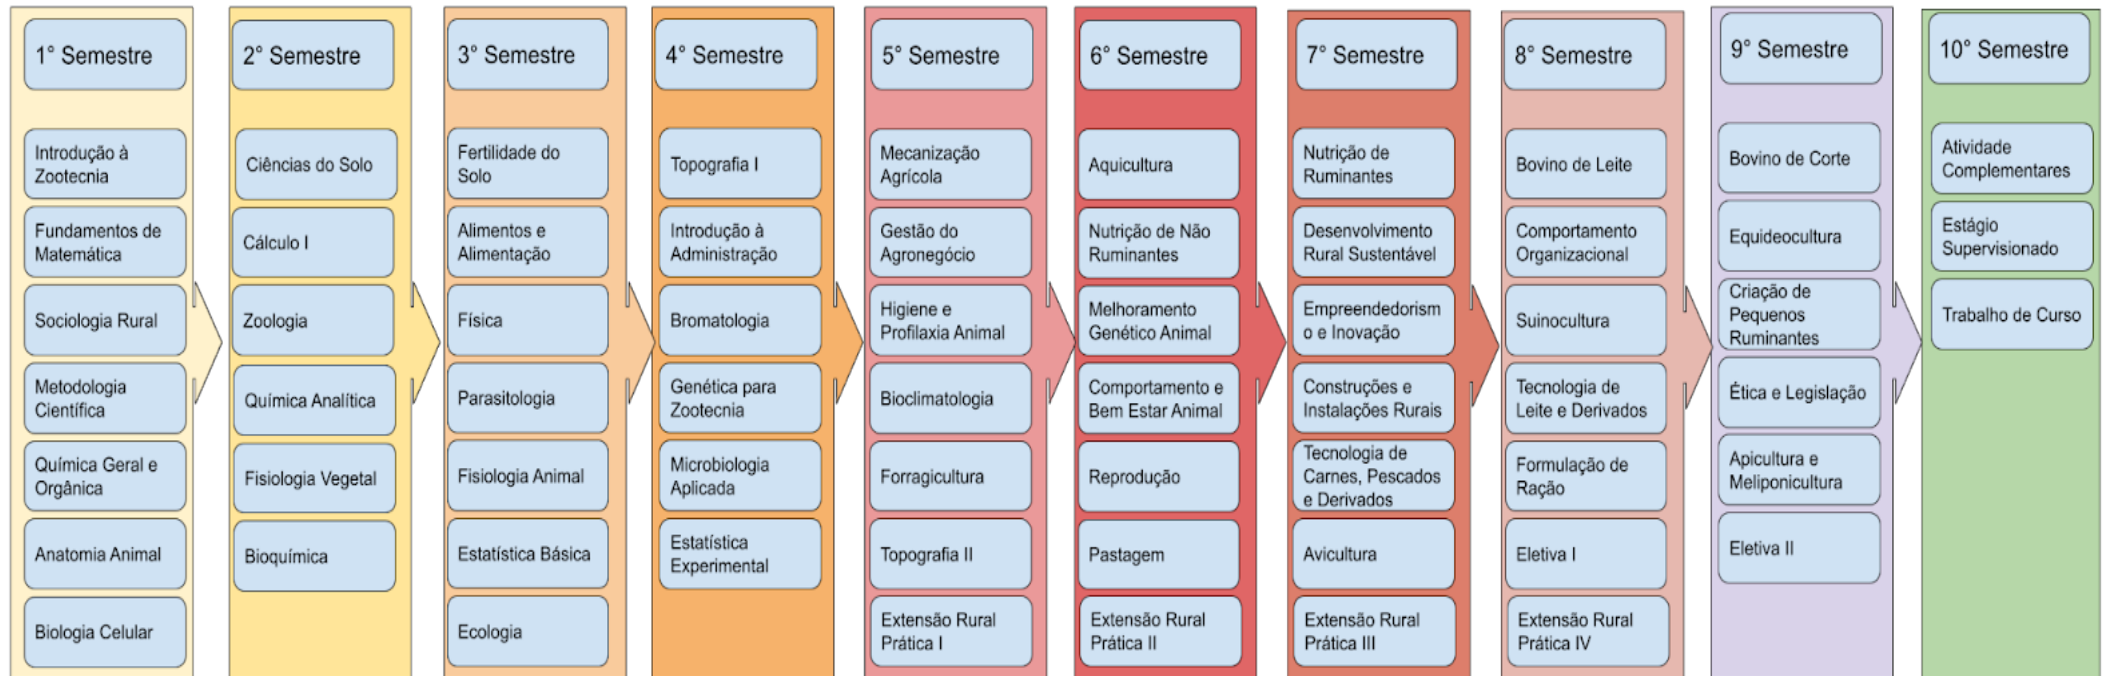 1° Semestre
Introdução à
Zootecnia
Fundamentos de
Matemática
Sociologia Rural
Metodologia
Científica
Química Geral e
Orgânica
Anatomia Animal
Biologia Celular
2° Semestre
Ciências do Solo
Cálculo I
Zoologia
Química Analítica
Fisiologia Vegetal
Bioquímica
3° Semestre
Fertilidade do
Solo
Alimentos e
Alimentação
Física
Parasitologia
Fisiologia Animal
Estatística Básica
Ecologia
4° Semestre
Topografia I
Introdução à
Administração
Bromatologia
Genética para
Zootecnia
Microbiologia
Aplicada
Estatística
Experimental
5° Semestre
Mecanização
Agrícola
Gestão do
Agronegócio
Higiene e
Profilaxia Animal
Bioclimatologia
Forragicultura
Topografia II
Extensão Rural
Prática I
6° Semestre
Aquicultura
Nutrição de Não
Ruminantes
Melhoramento
Genético Animal
Comportamento e
Bem Estar Animal
Reprodução
Pastagem
Extensão Rural
Prática II
7° Semestre
Nutrição de
Ruminantes
Desenvolvimento
Rural Sustentável
Empreendedorism
o e Inovação
Construções e
Instalações Rurais
Tecnologia de
Carnes, Pescados
e Derivados
Avicultura
Extensão Rural
Prática III
8° Semestre
Bovino de Leite
Comportamento
Organizacional
Suinocultura
Tecnologia de
Leite e Derivados
Formulação de
Ração
Eletiva I
Extensão Rural
Prática IV
9° Semestre
Bovino de Corte
Equideocultura
Criação de
Pequenos
Ruminantes
Ética e Legislação
Apicultura e
Meliponicultura
Eletiva II
10° Semestre
Atividade
Complementares
Estágio
Supervisionado
Trabalho de Curso